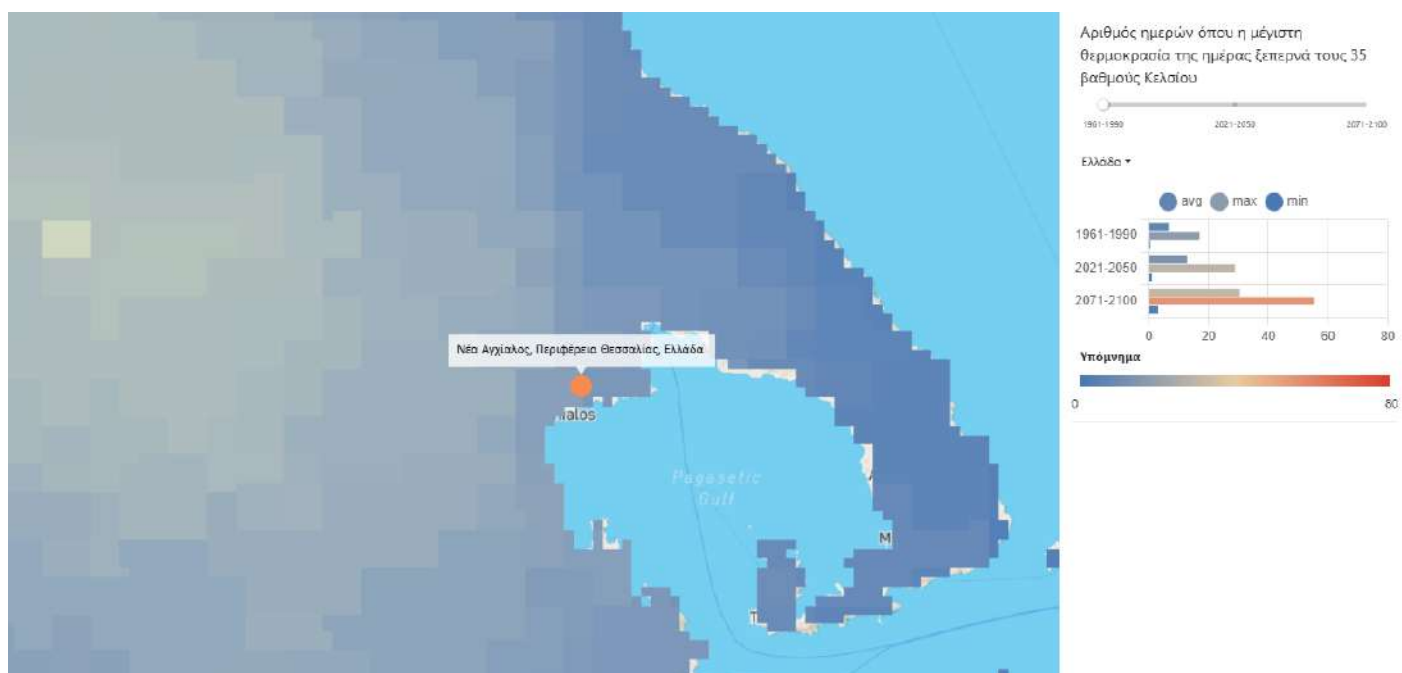 Αριθμός ημερών όπου η μέγιστη
θερμοκρασία της ημέρας ξεπερνά τους 35
βαθμούς Κελσίου
1961-1990 2021-2050 2071-2100
Ελλάδα
avg max min
1961-1990
2021-2050
2071-2100
0 20 40 60 80
Υπόμνημα
0 80
Νέα Αγχίαλος, Περιφέρεια Θεσσαλίας, Ελλάδα
ialos
Pagasetic
Gulf
M
T